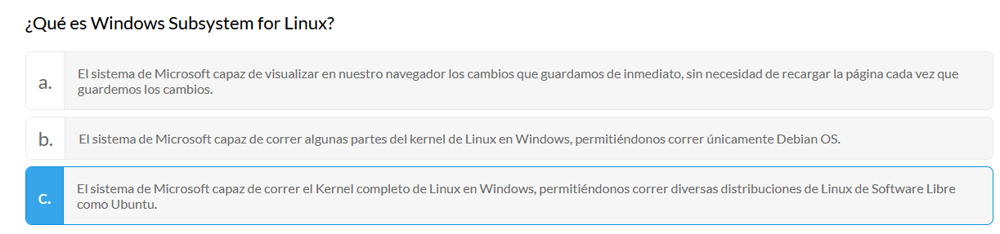 ¿Qué es Windows Subsystem for Linux?
a.
El sistema de Microsoft capaz de visualizar en nuestro navegador los cambios que guardamos de inmediato, sin necesidad de recargar la página cada vez que
guardemos los cambios.
b.
El sistema de Microsoft capaz de correr algunas partes del kernel de Linux en Windows, permitiéndonos correr únicamente Debian OS.
c.
El sistema de Microsoft capaz de correr el Kernel completo de Linux en Windows, permitiéndonos correr diversas distribuciones de Linux de Software Libre
como Ubuntu.